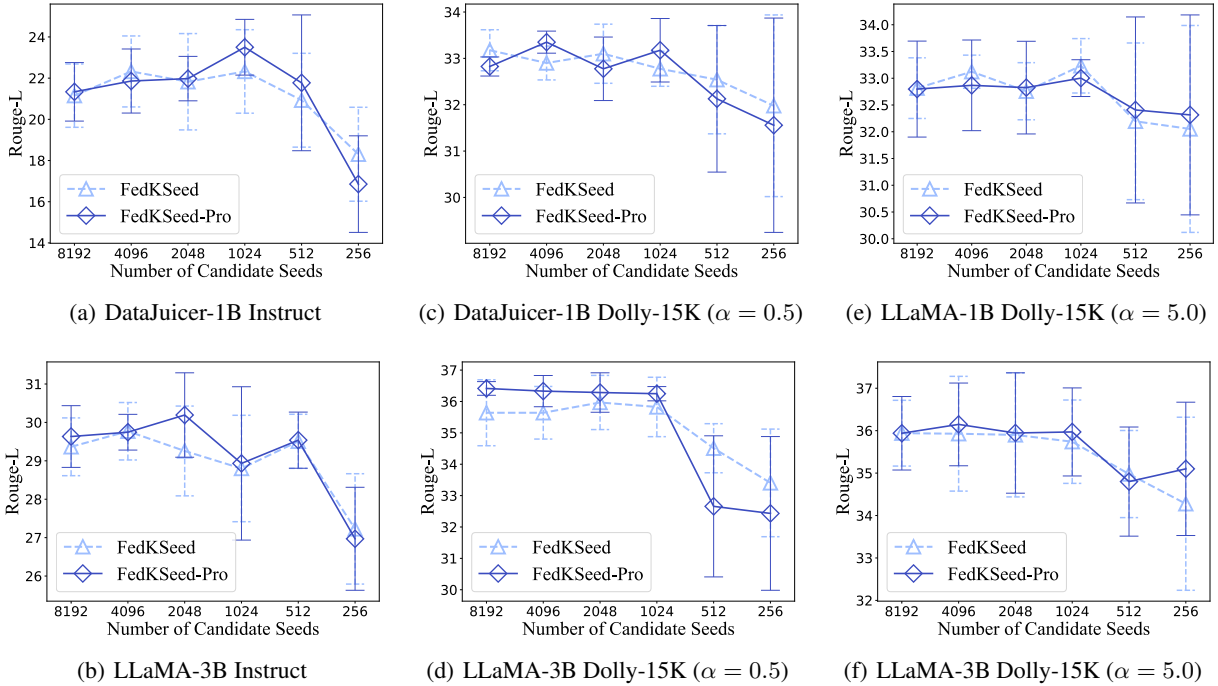 24
22
20
18
16
14
Rouge-L
FedKSeed
FedKSeed-Pro
8192 4096 2048 1024 512 256
Number of Candidate Seeds
(a) DataJuicer-1B Instruct
34
33
32
31
30
Rouge-L
FedKSeed
FedKSeed-Pro
8192 4096 2048 1024 512 256
Number of Candidate Seeds
(c) DataJuicer-1B Dolly-15K (α = 0.5)
34.0
33.5
33.0
32.5
32.0
31.5
31.0
30.5
30.0
Rouge-L
FedKSeed
FedKSeed-Pro
8192 4096 2048 1024 512 256
Number of Candidate Seeds
(e) LLaMA-1B Dolly-15K (α = 5.0)
31
30
29
28
27
26
Rouge-L
FedKSeed
FedKSeed-Pro
8192 4096 2048 1024 512 256
Number of Candidate Seeds
(b) LLaMA-3B Instruct
37
36
35
34
33
32
31
30
Rouge-L
FedKSeed
FedKSeed-Pro
8192 4096 2048 1024 512 256
Number of Candidate Seeds
(d) LLaMA-3B Dolly-15K (α = 0.5)
37
36
35
34
33
32
Rouge-L
FedKSeed
FedKSeed-Pro
8192 4096 2048 1024 512 256
Number of Candidate Seeds
(f) LLaMA-3B Dolly-15K (α = 5.0)